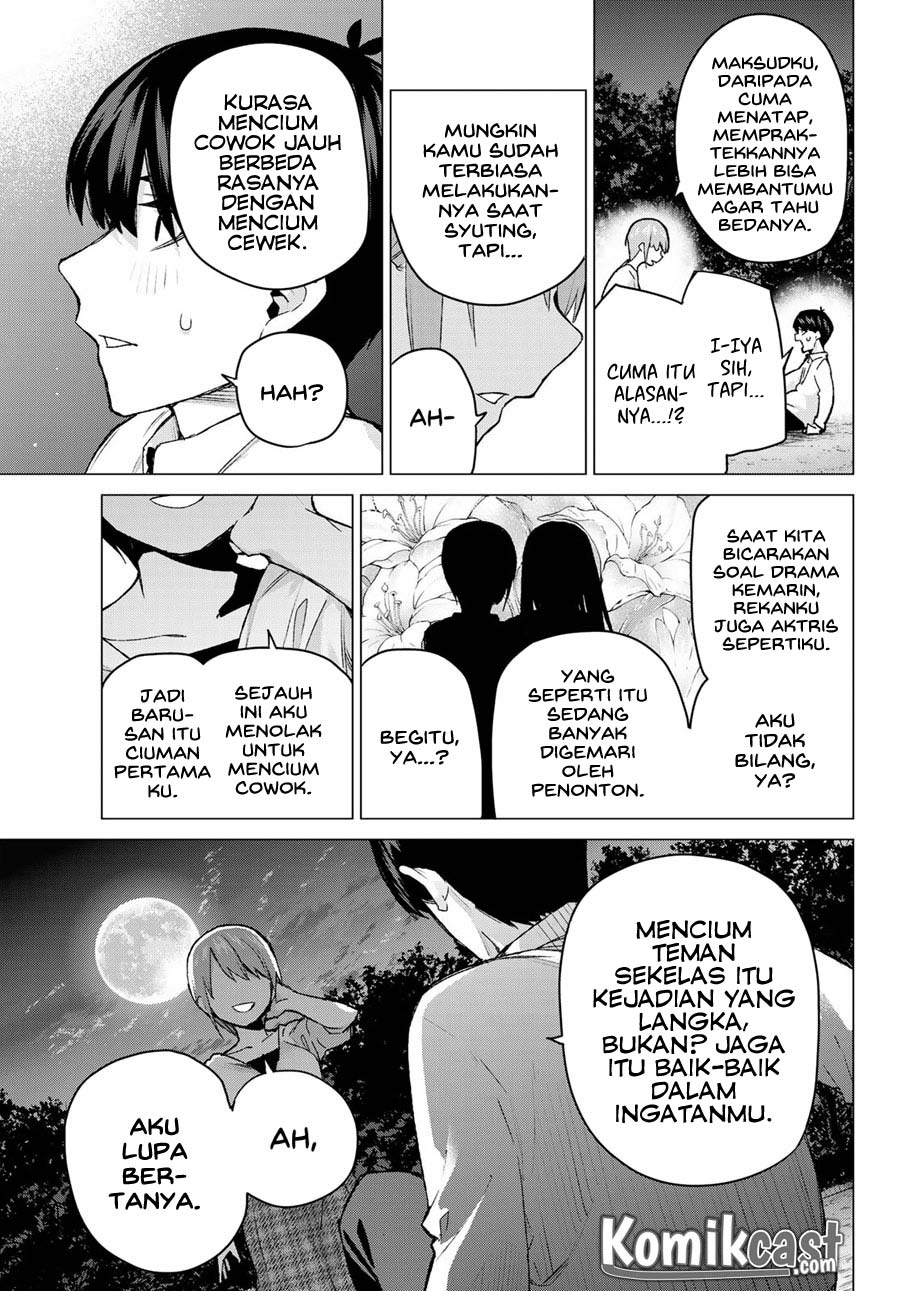 MAKSUDKU,
DARIPADA
CUMA
MENATAP,
MEMPRAK-
TEKKANNYA
LEBIH BISA
MEMBANTUMU
AGAR TAHU
BEDANYA.
I-IYA
SIH,
TAPI...
CUMA ITU
ALASAN-
NYA...!?
MUNGKIN
KAMU SUDAH
TERBIASA
MELAKUKAN-
NYA SAAT
SYUTING,
TAPI...
AH-
KURASA
MENCIUM
COWOK JAUH
BERBEDA
RASANYA
DENGAN
MENCIUM
CEWEK.
HAH?
SAAT KITA
BICARAKAN
SOAL DRAMA
KEMARIN,
REKANKU
JUGA AKTRIS
SEPERTIKU.
AKU
TIDAK
BILANG,
YA?
YANG
SEPERTI ITU
SEDANG
BANYAK
DIGEMARI
OLEH
PENONTON.
BEGITU,
YA...?
SEJAUH
INI AKU
MENOLAK
UNTUK
MENCIUM
COWOK.
JADI
BARU-
SAN ITU
CIUMAN
PERTAMA
KU.
MENCIUM
TEMAN
SEKELAS ITU
KEJADIAN YANG
LANGKA,
BUKAN? JAGA
ITU BAIK-BAIK
DALAM
INGATANMU.
AH,
AKU
LUPA
BER-
TANYA.
Komikcast
.com